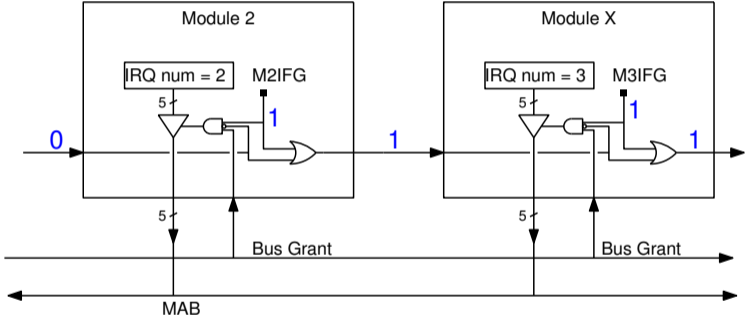 Module 2
Module X
IRQ num = 2
M2IFG
IRQ num = 3
M3IFG
5
1
5
1
0
1
1
5
5
Bus Grant
Bus Grant
MAB